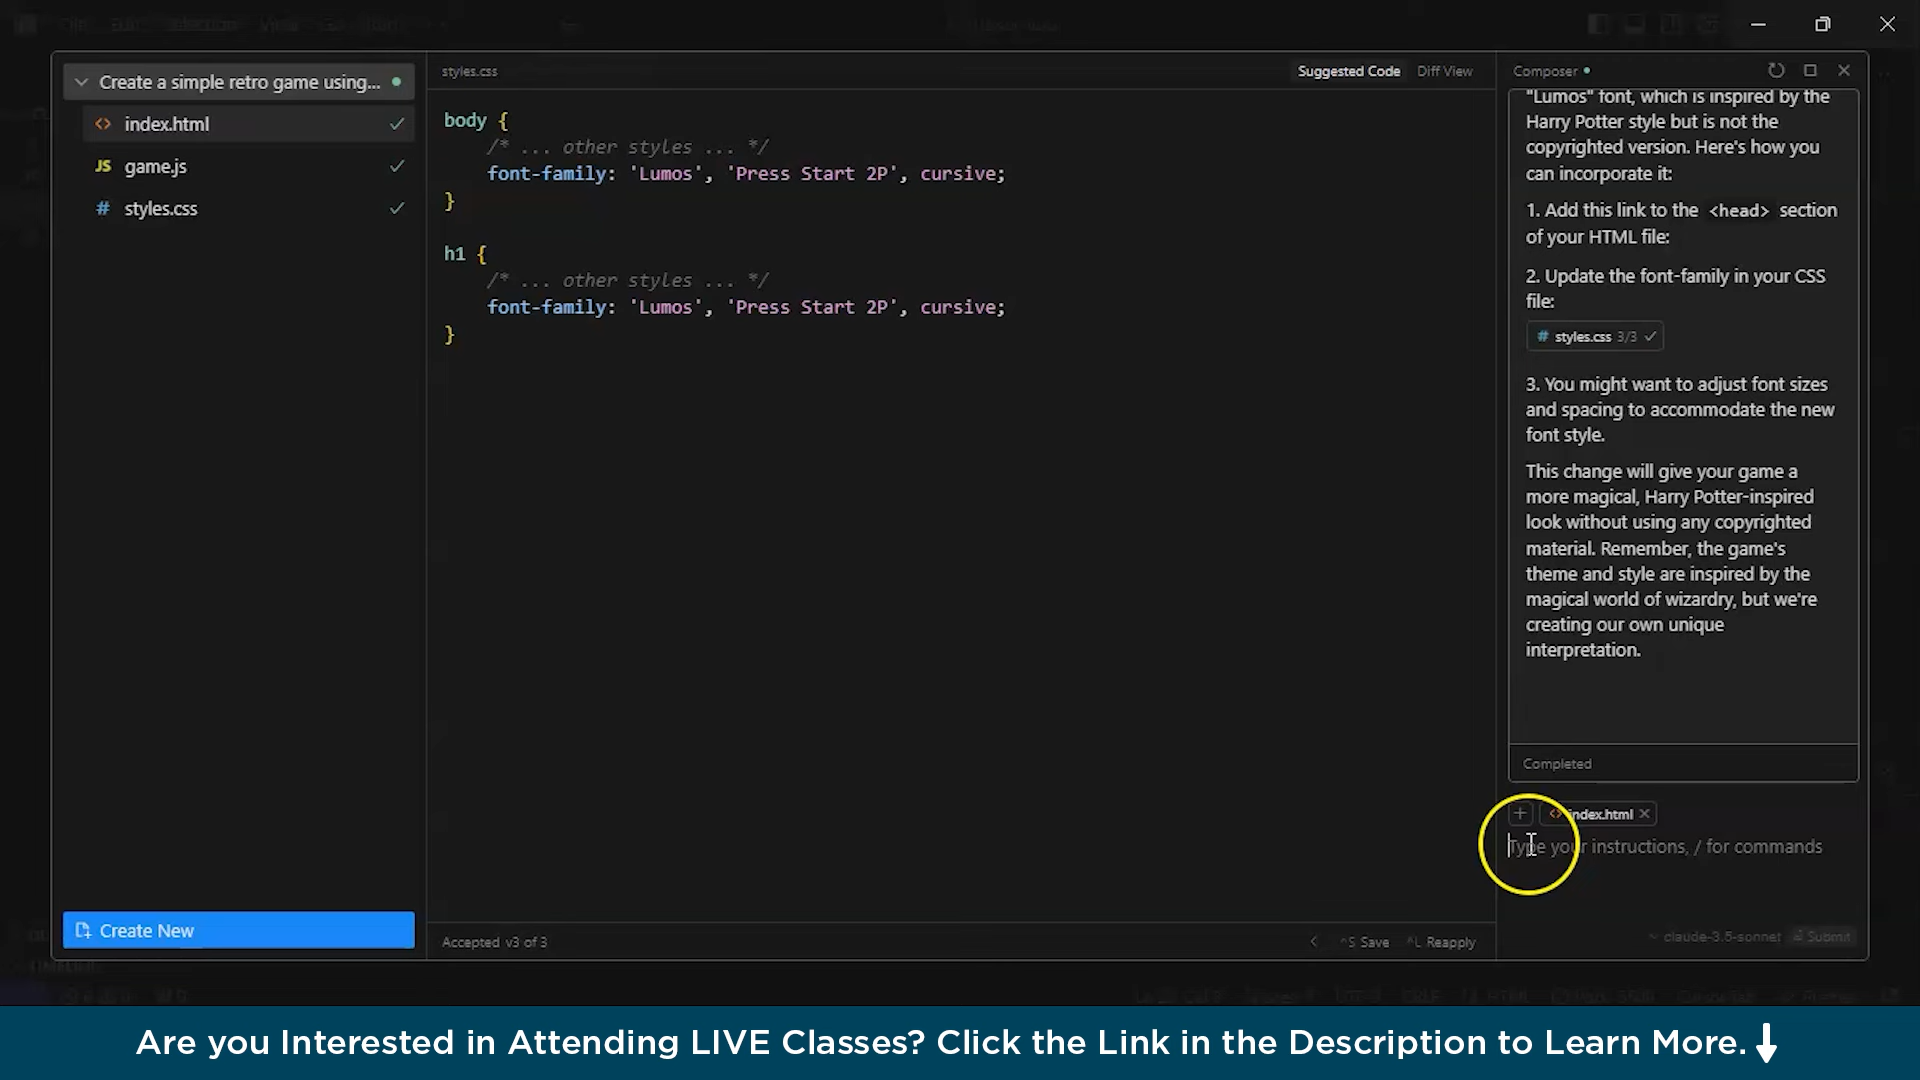 Create a simple retro game using...
index.html
JS game.js
# styles.css
Create New
styles.css
Suggested Code
Diff View
body {
/* ... other styles ... */
font-family: 'Lumos', 'Press Start 2P', cursive;
}
h1 {
/* ... other styles ... */
font-family: 'Lumos', 'Press Start 2P', cursive;
}
Accepted v3 of 3
^S Save
^L Reapply
Composer
"Lumos" font, which is inspired by the
Harry Potter style but is not the
copyrighted version. Here's how you
can incorporate it:
1. Add this link to the <head> section
of your HTML file:
2. Update the font-family in your CSS
file:
# styles.css 3/3
3. You might want to adjust font sizes
and spacing to accommodate the new
font style.
This change will give your game a
more magical, Harry Potter-inspired
look without using any copyrighted
material. Remember, the game's
theme and style are inspired by the
magical world of wizardry, but we're
creating our own unique
interpretation.
Completed
+ index.html
Type your instructions, / for commands
claude-3.5-sonnet Submit
Are you Interested in Attending LIVE Classes? Click the Link in the Description to Learn More.